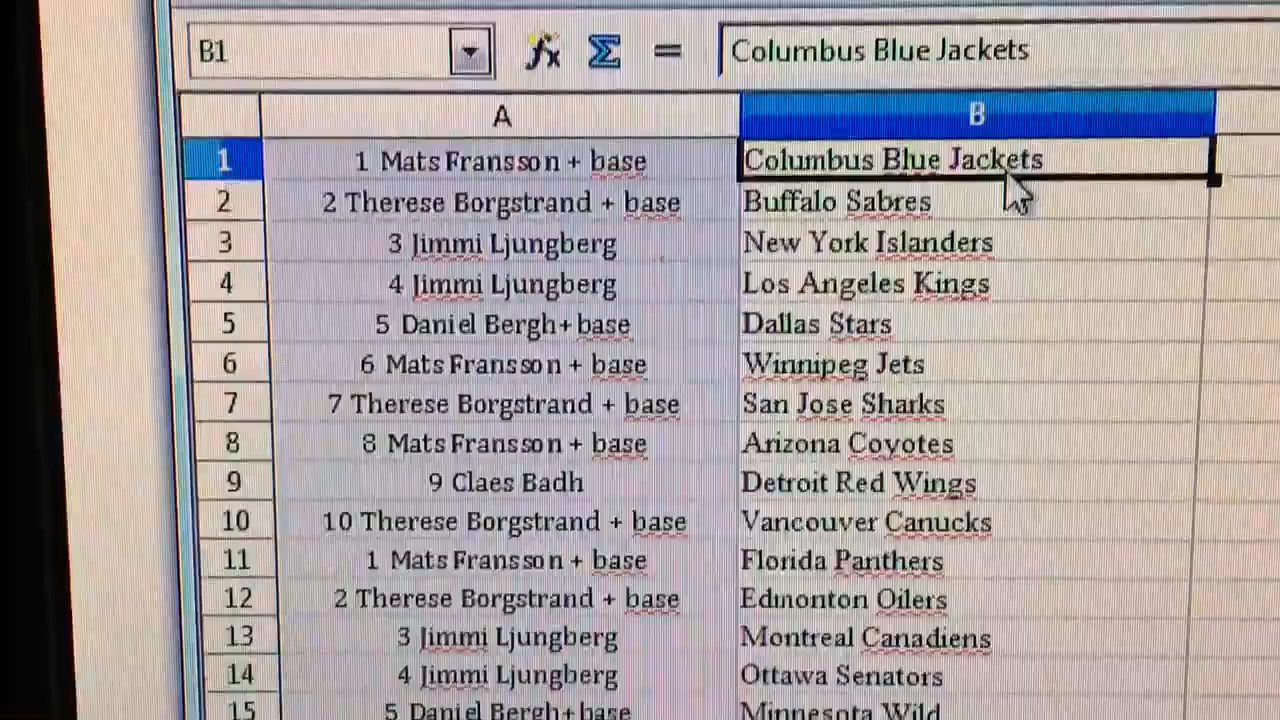 B1 fx Σ = Columbus Blue Jackets
A B
1 1 Mats Fransson + base Columbus Blue Jackets
2 2 Therese Borgstrand + base Buffalo Sabres
3 3 Jimmi Ljungberg New York Islanders
4 4 Jimmi Ljungberg Los Angeles Kings
5 5 Daniel Bergh+base Dallas Stars
6 6 Mats Fransson + base Winnipeg Jets
7 7 Therese Borgstrand + base San Jose Sharks
8 8 Mats Fransson + base Arizona Coyotes
9 9 Claes Badh Detroit Red Wings
10 10 Therese Borgstrand + base Vancouver Canucks
11 1 Mats Fransson + base Florida Panthers
12 2 Therese Borgstrand + base Edmonton Oilers
13 3 Jimmi Ljungberg Montreal Canadiens
14 4 Jimmi Ljungberg Ottawa Senators
15 5 Daniel Bergh+base Minnesota Wild